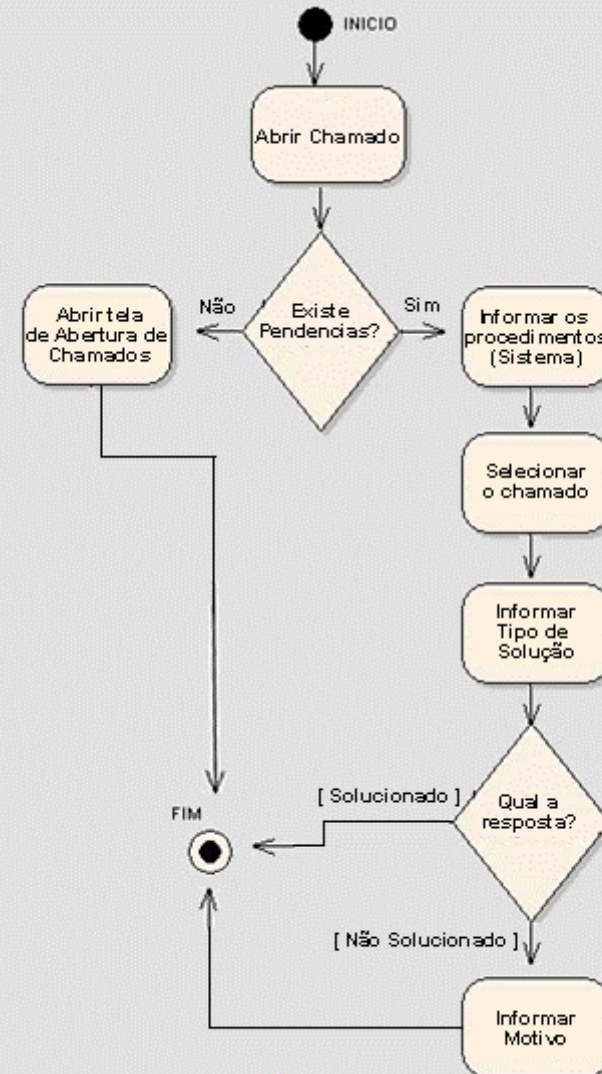 INICIO
Abrir Chamado
Existe
Pendencias?
Não
Sim
Abrir tela
de Abertura de
Chamados
Informar os
procedimentos
(Sistema)
Selecionar
o chamado
Informar
Tipo de
Solução
Qual a
resposta?
[ Solucionado ]
FIM
[ Não Solucionado ]
Informar
Motivo